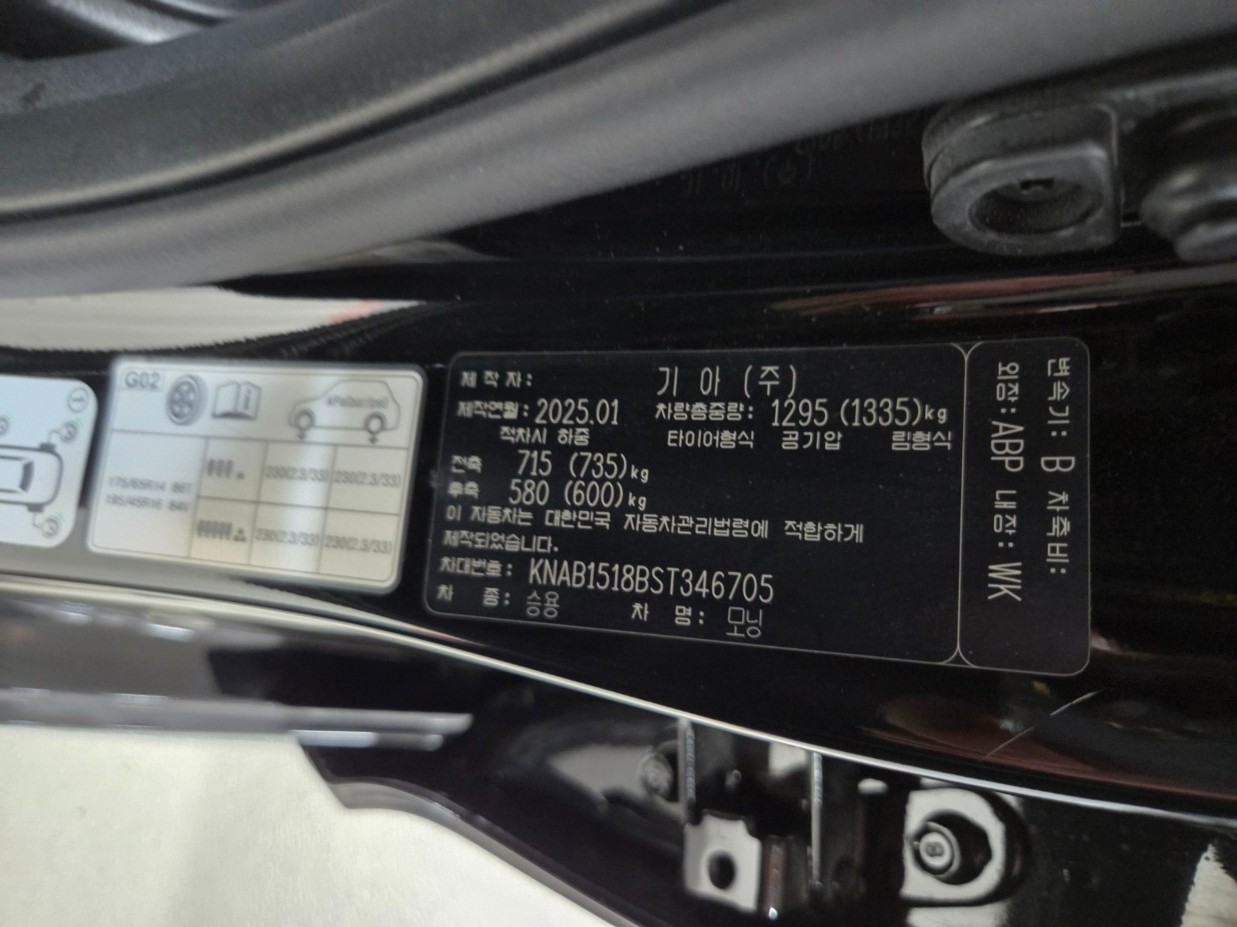 G02
175/65R14 86T 230(2.3/33) 230(2.3/33)
195/45R16 84V 230(2.3/33) 230(2.3/33)
제 작 자: 기 아 (주)
제작연월: 2025.01 차량총중량: 1295 (1335)kg
적차시 하중 타이어형식 공기압 림형식
전축 715 (735)kg
후축 580 (600)kg
이 자동차는 대한민국 자동차관리법령에 적합하게
제작되었습니다.
차대번호: KNAB1518BST346705
차 종: 승용 차 명: 모닝
변속기: B 차축비:
외장: ABP 내장: WK